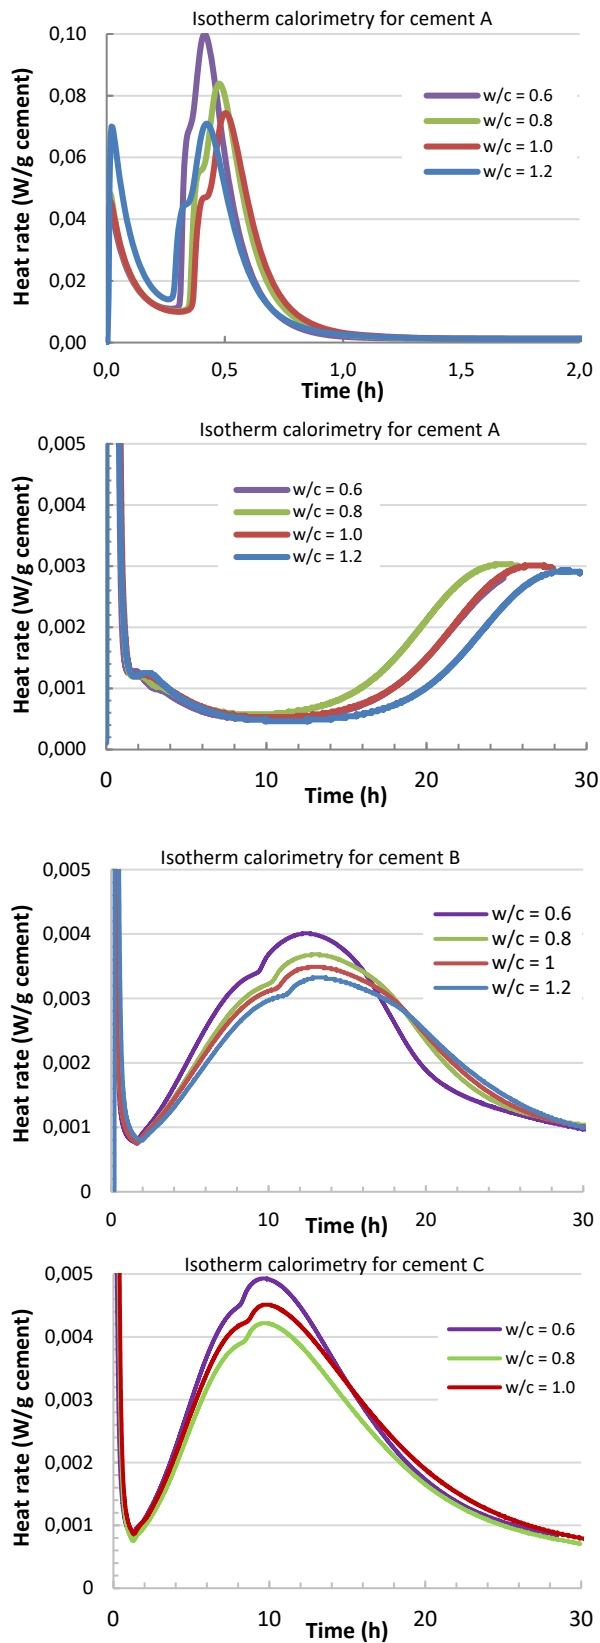 Isotherm calorimetry for cement A
Heat rate (W/g cement)
0,10
0,08
0,06
0,04
0,02
0,00
w/c = 0.6
w/c = 0.8
w/c = 1.0
w/c = 1.2
0,0 0,5 1,0 1,5 2,0
Time (h)
Isotherm calorimetry for cement A
Heat rate (W/g cement)
0,005
0,004
0,003
0,002
0,001
0,000
w/c = 0.6
w/c = 0.8
w/c = 1.0
w/c = 1.2
0 10 20 30
Time (h)
Isotherm calorimetry for cement B
Heat rate (W/g cement)
0,005
0,004
0,003
0,002
0,001
0
w/c = 0.6
w/c = 0.8
w/c = 1
w/c = 1.2
0 10 20 30
Time (h)
Isotherm calorimetry for cement C
Heat rate (W/g cement)
0,005
0,004
0,003
0,002
0,001
0
w/c = 0.6
w/c = 0.8
w/c = 1.0
0 10 20 30
Time (h)